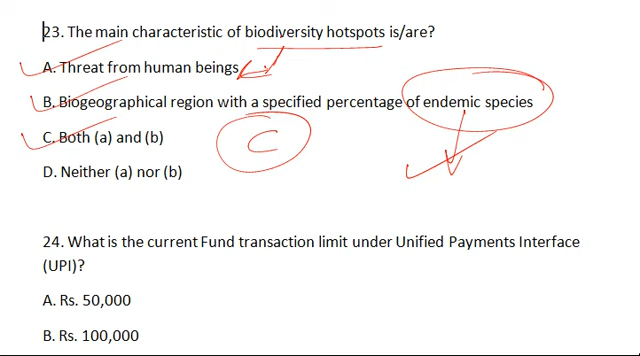 23. The main characteristic of biodiversity hotspots is/are?
A. Threat from human beings
B. Biogeographical region with a specified percentage of endemic species
C. Both (a) and (b)
C
D. Neither (a) nor (b)
24. What is the current Fund transaction limit under Unified Payments Interface
(UPI)?
A. Rs. 50,000
B. Rs. 100,000